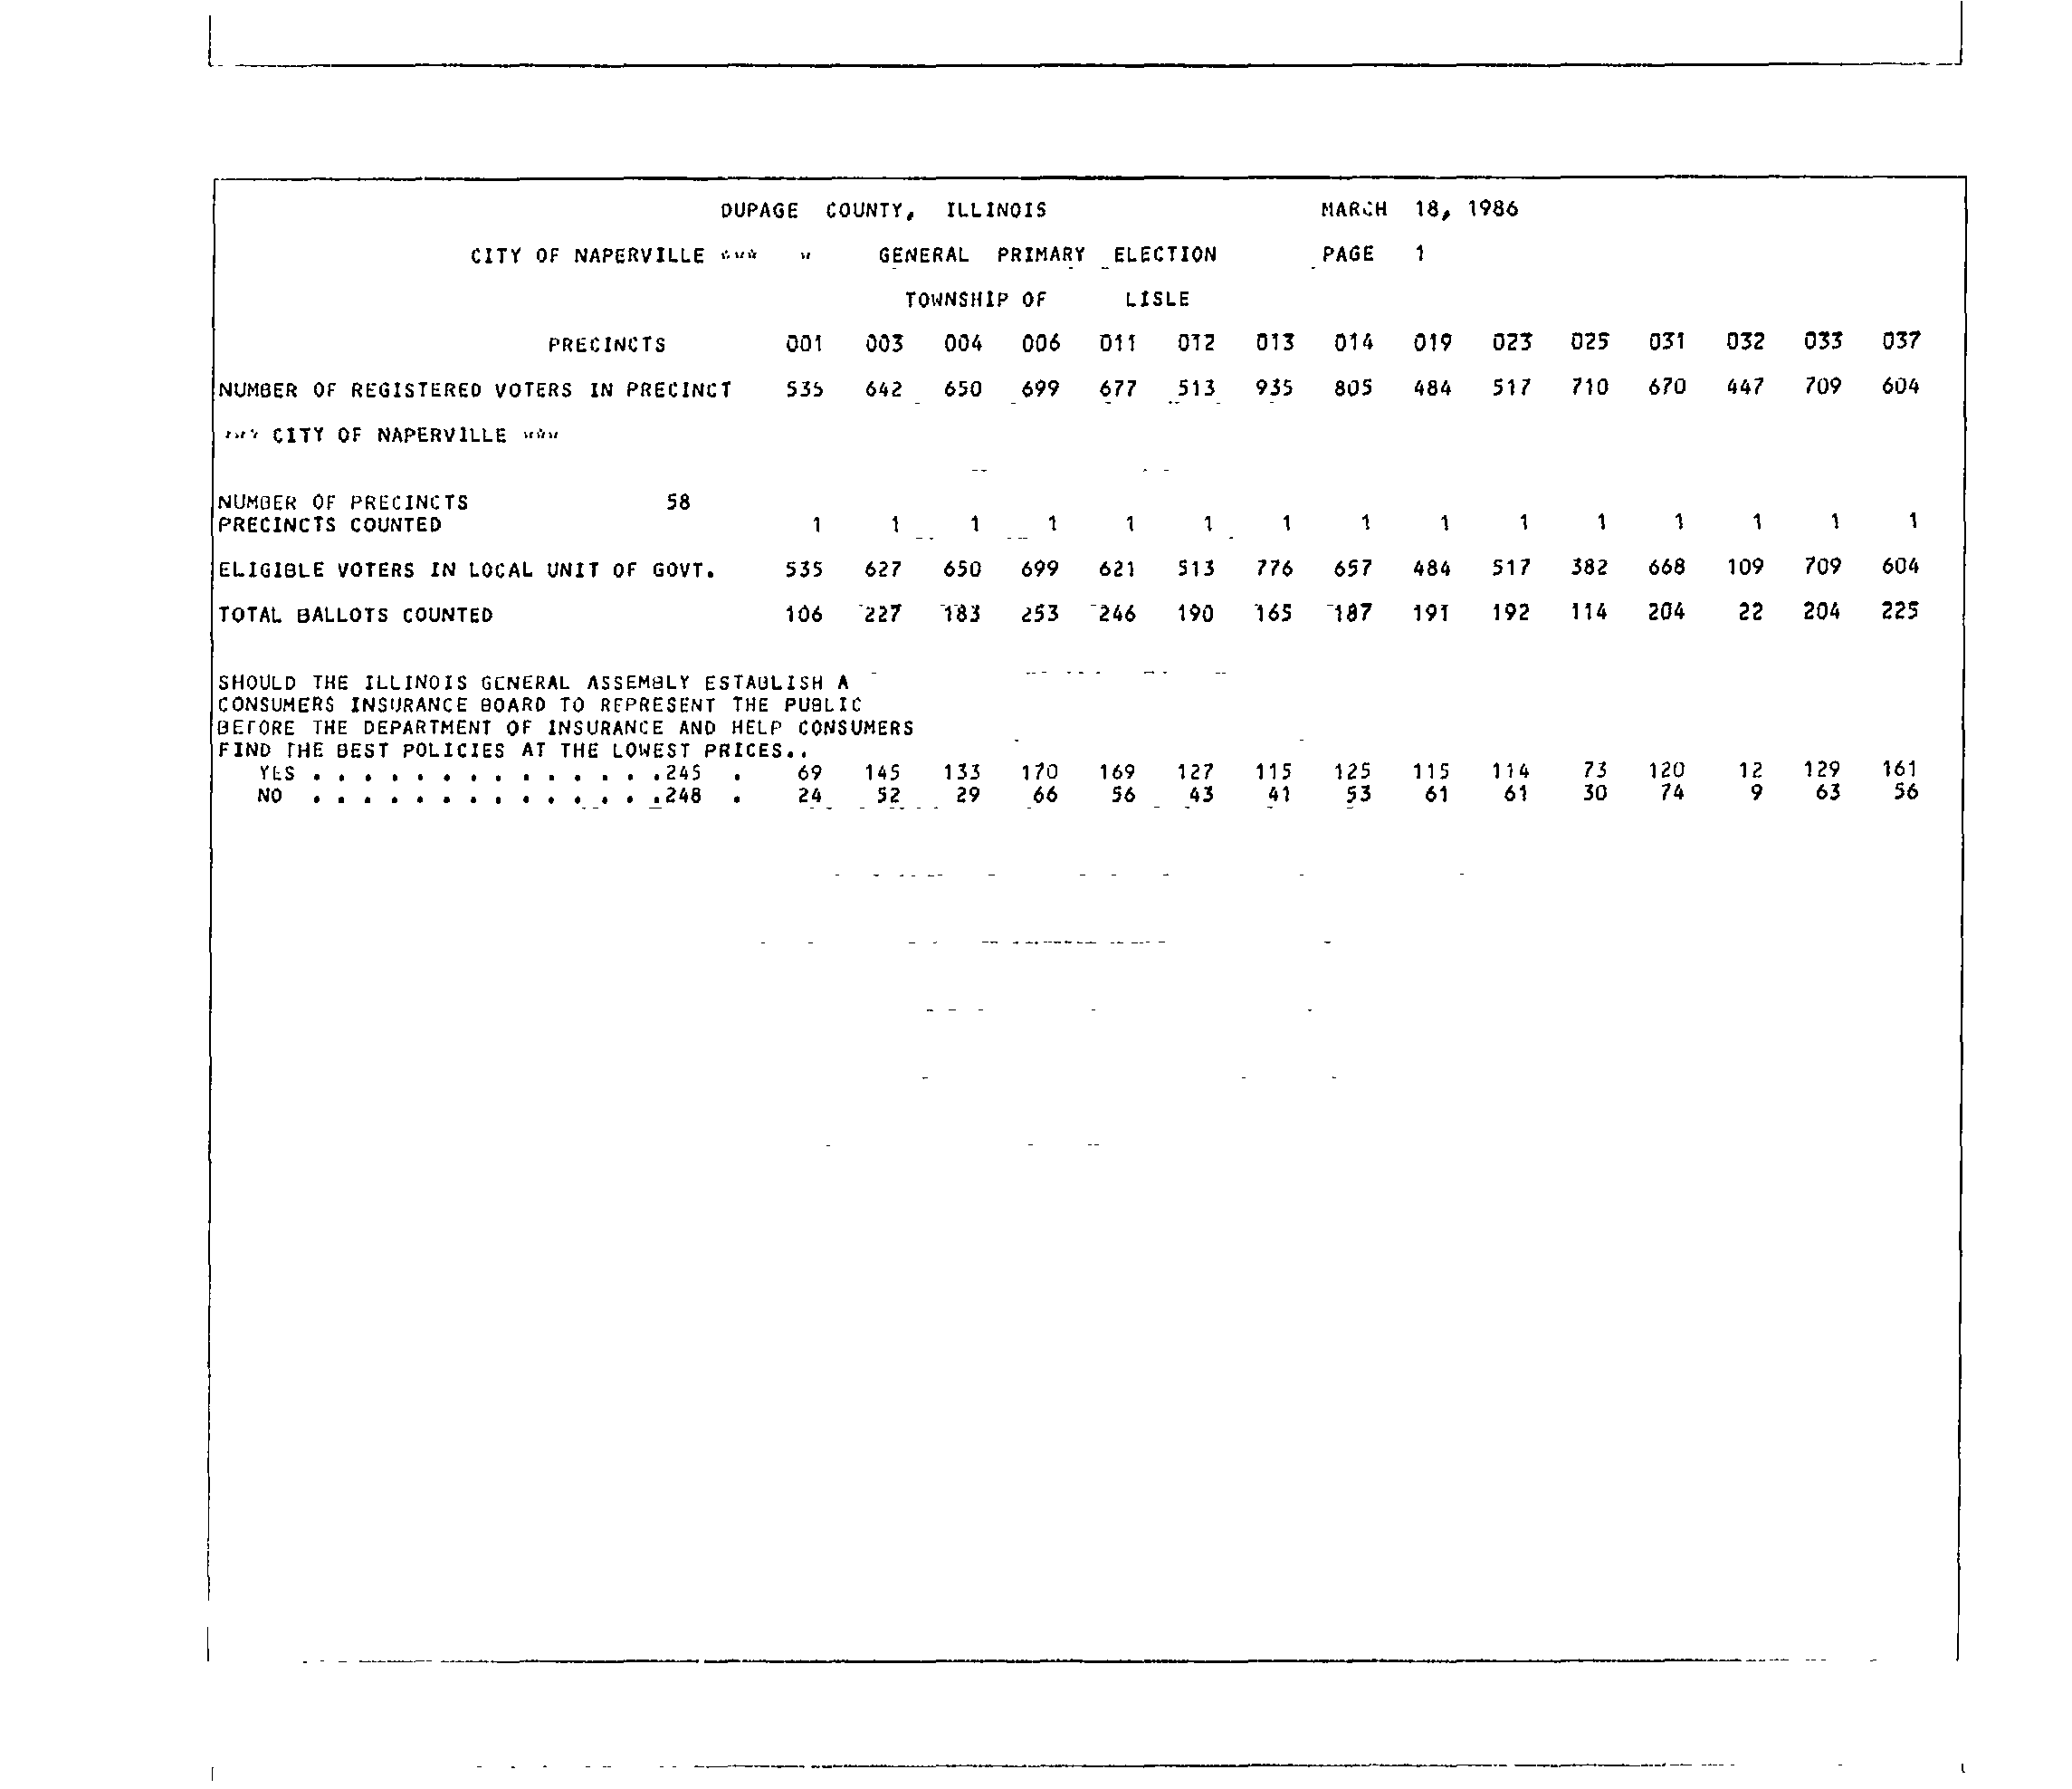 DUPAGE COUNTY, ILLINOIS MARCH 18, 1986
CITY OF NAPERVILLE *** * GENERAL PRIMARY ELECTION PAGE 1
TOWNSHIP OF LISLE
PRECINCTS 001 003 004 006 011 012 013 014 019 023 025 031 032 033 037
NUMBER OF REGISTERED VOTERS IN PRECINCT 535 642 650 699 677 513 935 805 484 517 710 670 447 709 604
*** CITY OF NAPERVILLE ***
NUMBER OF PRECINCTS 58
PRECINCTS COUNTED 1 1 1 1 1 1 1 1 1 1 1 1 1 1 1
ELIGIBLE VOTERS IN LOCAL UNIT OF GOVT. 535 627 650 699 621 513 776 657 484 517 382 668 109 709 604
TOTAL BALLOTS COUNTED 106 227 183 253 246 190 165 187 191 192 114 204 22 204 225
SHOULD THE ILLINOIS GENERAL ASSEMBLY ESTABLISH A
CONSUMERS INSURANCE BOARD TO REPRESENT THE PUBLIC
BEFORE THE DEPARTMENT OF INSURANCE AND HELP CONSUMERS
FIND THE BEST POLICIES AT THE LOWEST PRICES..
YES . . . . . . . . . . . . . .245 . 69 145 133 170 169 127 115 125 115 114 73 120 12 129 161
NO . . . . . . . . . . . . . .248 . 24 52 29 66 56 43 41 53 61 61 30 74 9 63 56